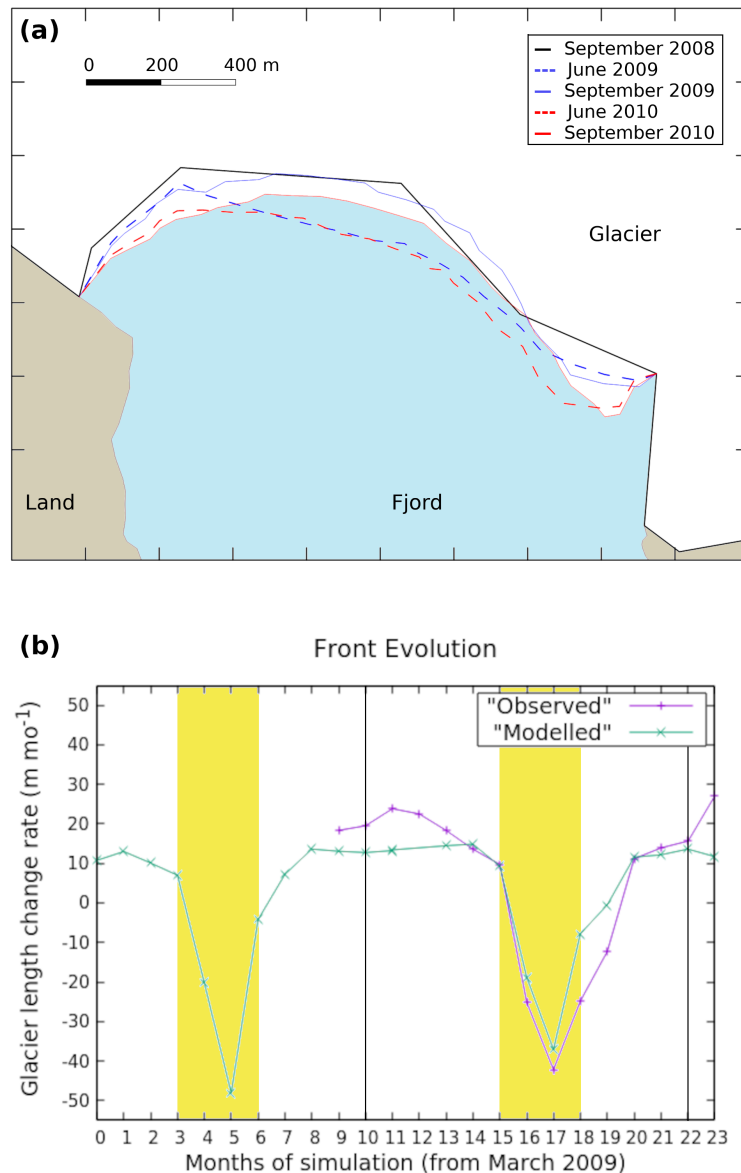 (a)
0 200 400 m
September 2008
June 2009
September 2009
June 2010
September 2010
Glacier
Land
Fjord
(b)
Front Evolution
Glacier length change rate (m mo-1)
50
40
30
20
10
0
-10
-20
-30
-40
-50
"Observed"
"Modelled"
0 1 2 3 4 5 6 7 8 9 10 11 12 13 14 15 16 17 18 19 20 21 22 23
Months of simulation (from March 2009)